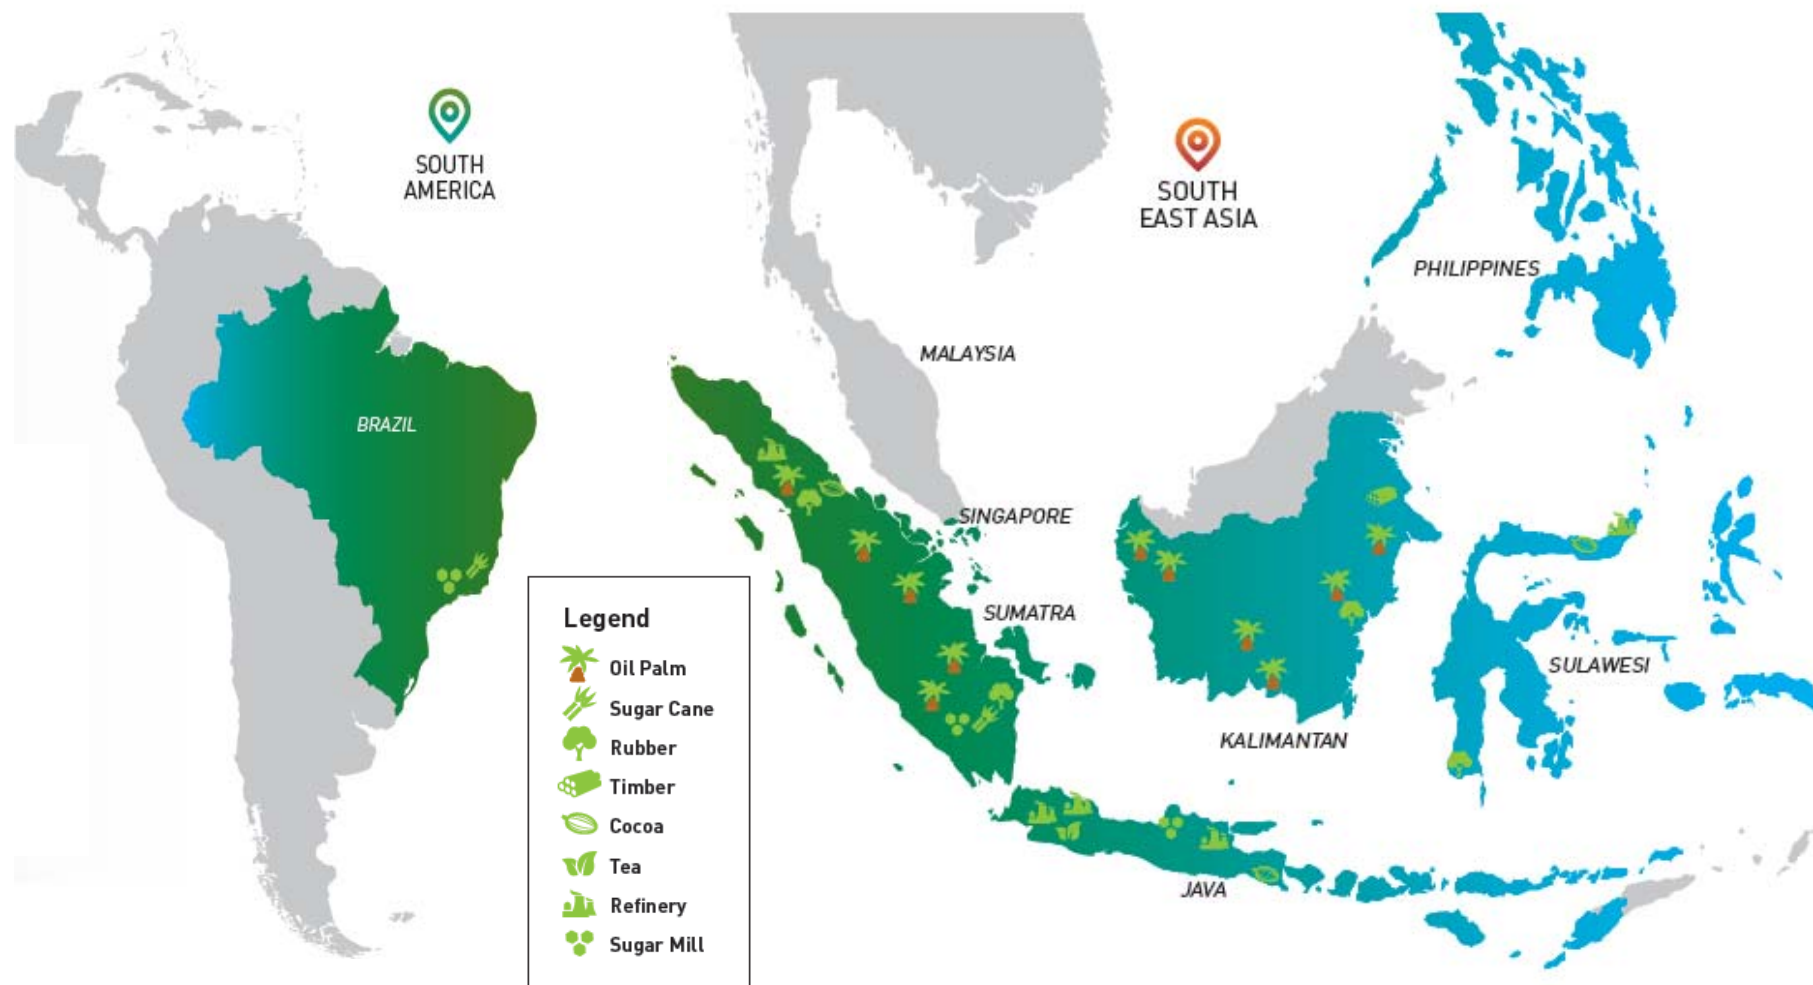 SOUTH
AMERICA
SOUTH
EAST ASIA
PHILIPPINES
MALAYSIA
BRAZIL
SINGAPORE
SUMATRA
SULAWESI
KALIMANTAN
JAVA
Legend
Oil Palm
Sugar Cane
Rubber
Timber
Cocoa
Tea
Refinery
Sugar Mill